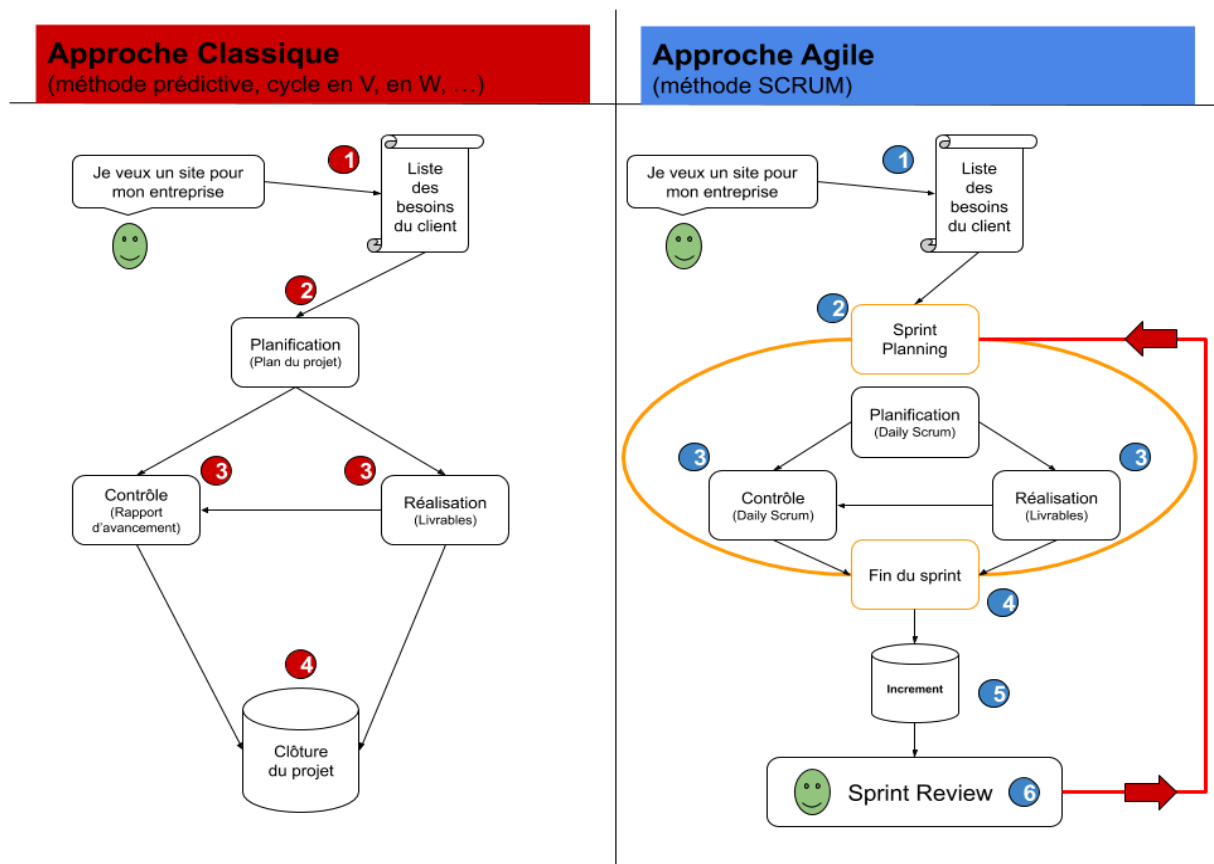 Approche Classique
(méthode prédictive, cycle en V, en W, …)
1
Je veux un site pour
mon entreprise
Liste
des
besoins
du client
2
Planification
(Plan du projet)
3
3
Contrôle
(Rapport
d'avancement)
Réalisation
(Livrables)
4
Clôture
du projet
Approche Agile
(méthode SCRUM)
1
Je veux un site pour
mon entreprise
Liste
des
besoins
du client
2
Sprint
Planning
Planification
(Daily Scrum)
3
3
Contrôle
(Daily Scrum)
Réalisation
(Livrables)
Fin du sprint
4
Increment
5
Sprint Review
6